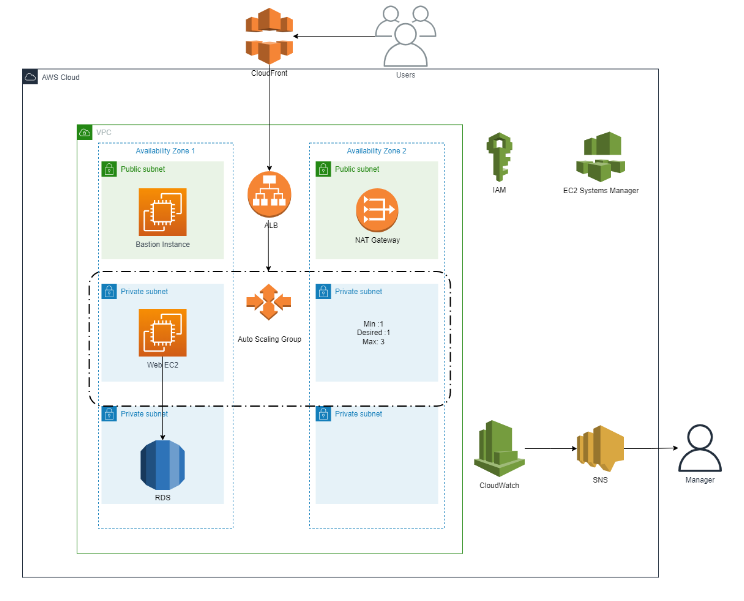 Users
CloudFront
AWS Cloud
VPC
Availability Zone 1
Availability Zone 2
Public subnet
Public subnet
IAM
EC2 Systems Manager
ALB
Bastion Instance
NAT Gateway
Private subnet
Private subnet
Auto Scaling Group
Min :1
Desired :1
Max: 3
Web EC2
Private subnet
Private subnet
RDS
CloudWatch
SNS
Manager